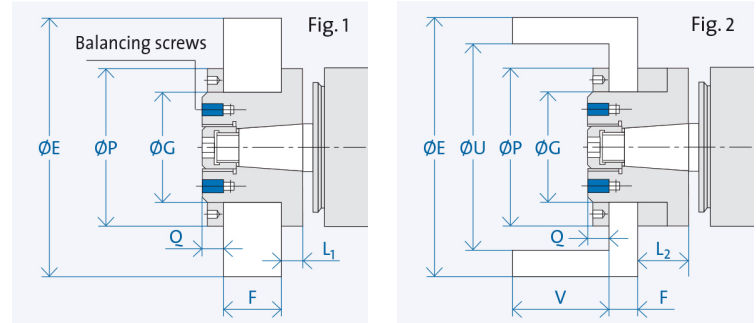 Fig. 1
Balancing screws
ØE
ØP
ØG
Q
L1
F
Fig. 2
ØE
ØU
ØP
ØG
Q
L2
V
F